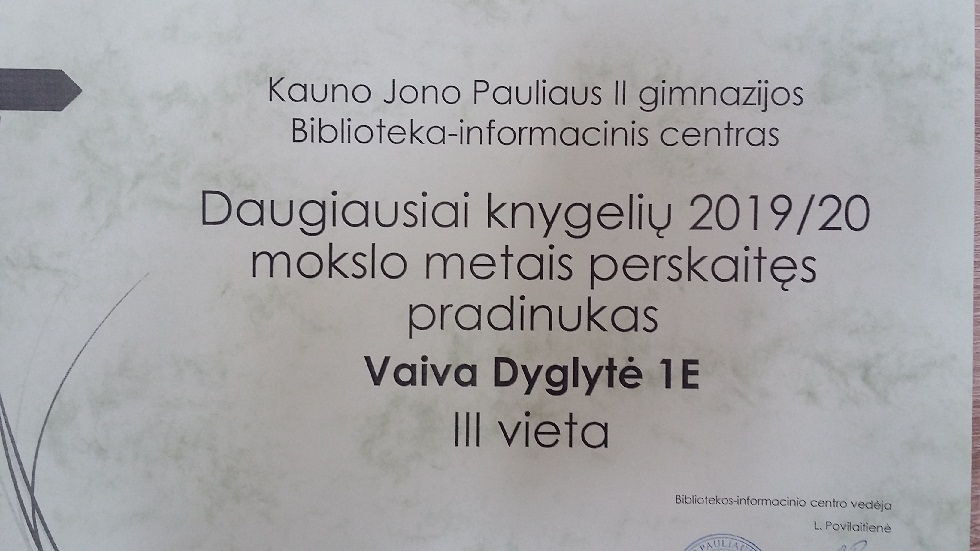 Kauno Jono Pauliaus II gimnazijos
Biblioteka-informacinis centras
Daugiausiai knygelių 2019/20
mokslo metais perskaitęs
pradinukas
Vaiva Dyglytė 1E
III vieta
Bibliotekos-informacinio centro vedėja
L. Povilaitienė
PAULIAUS